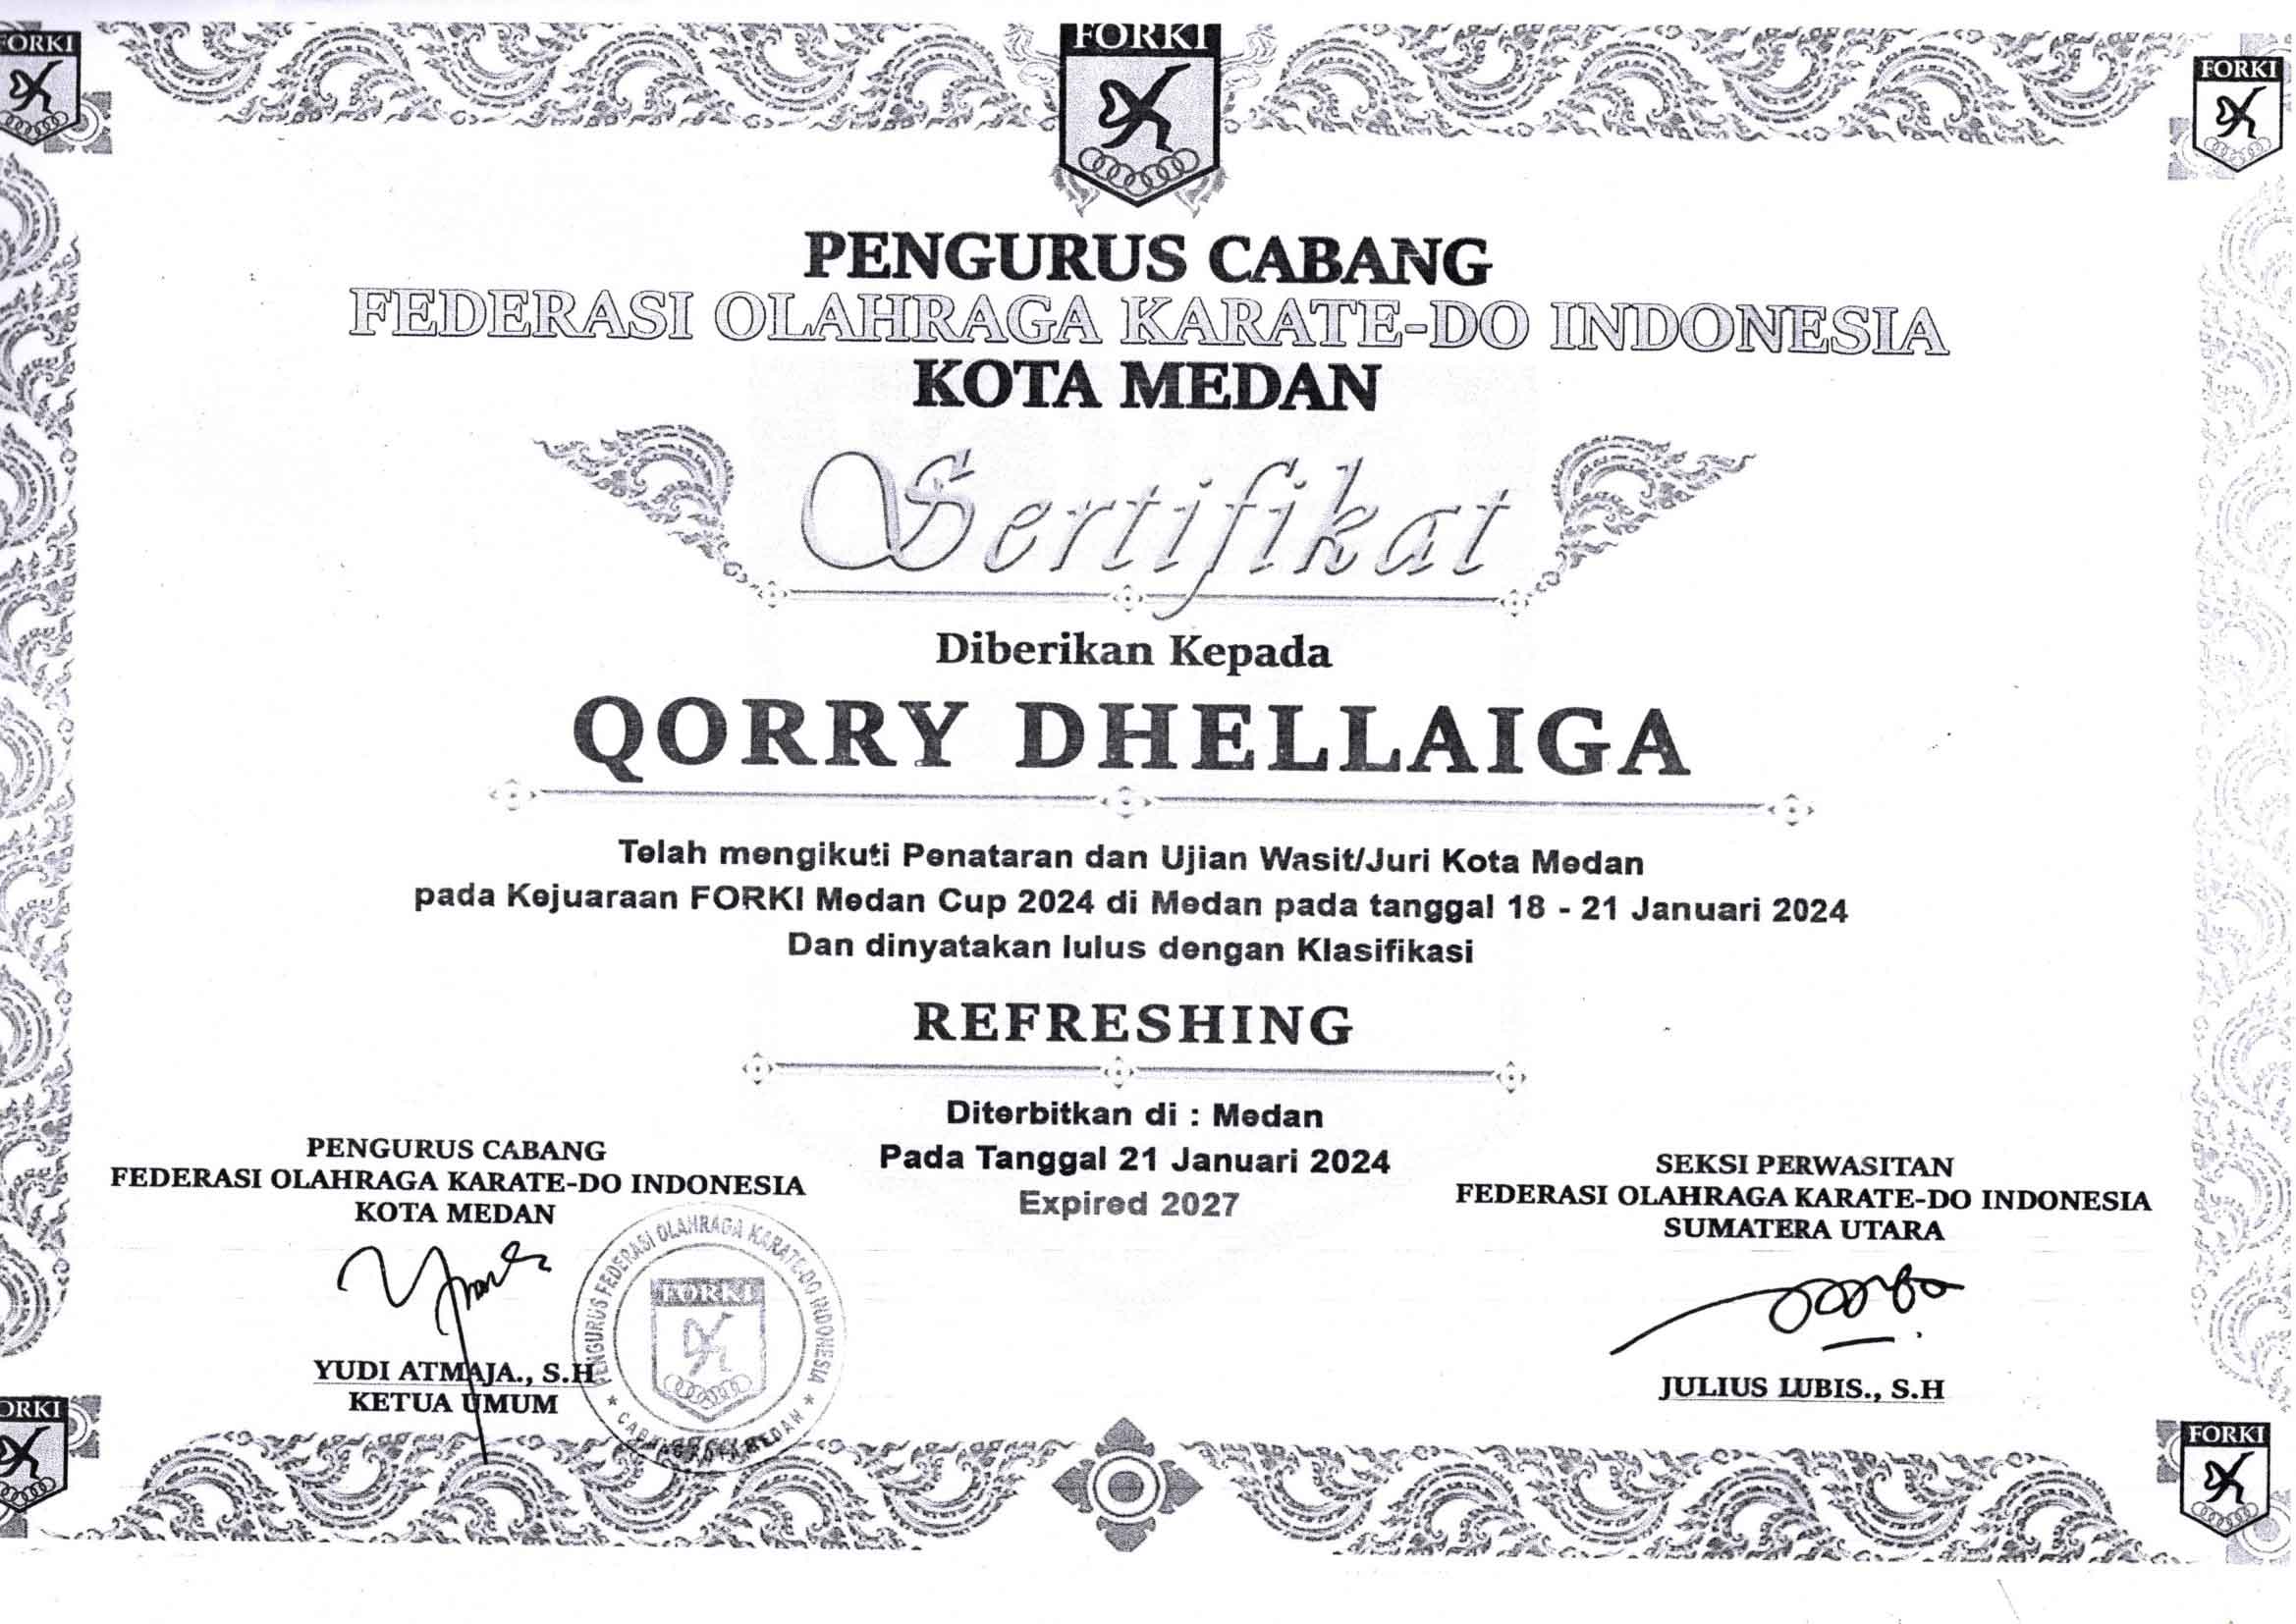 FORKI
FORKI
FORKI
PENGURUS CABANG
FEDERASI OLAHRAGA KARATE-DO INDONESIA
KOTA MEDAN
Sertifikat
Diberikan Kepada
QORRY DHELLAIGA
Telah mengikuti Penataran dan Ujian Wasit/Juri Kota Medan
pada Kejuaraan FORKI Medan Cup 2024 di Medan pada tanggal 18 - 21 Januari 2024
Dan dinyatakan lulus dengan Klasifikasi
REFRESHING
Diterbitkan di : Medan
Pada Tanggal 21 Januari 2024
Expired 2027
PENGURUS CABANG
FEDERASI OLAHRAGA KARATE-DO INDONESIA
KOTA MEDAN
YUDI ATMAJA., S.H
KETUA UMUM
PENGURUS FEDERASI OLAHRAGA KARATE-DO INDONESIA
FORKI
MEDAN
SEKSI PERWASITAN
FEDERASI OLAHRAGA KARATE-DO INDONESIA
SUMATERA UTARA
JULIUS LUBIS., S.H
FORKI
FORKI